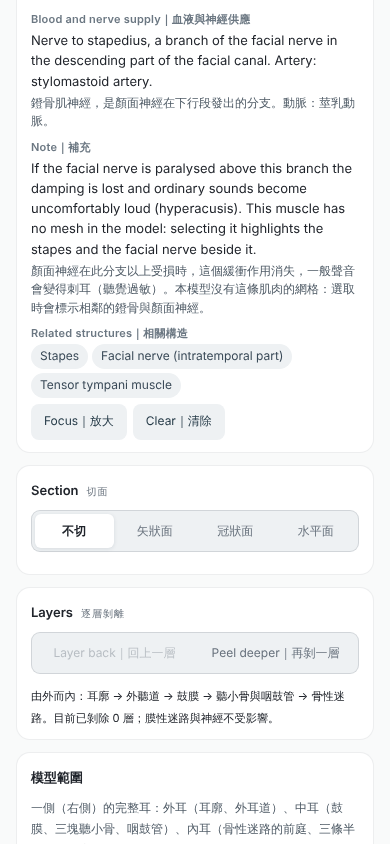 Blood and nerve supply｜血液與神經供應
Nerve to stapedius, a branch of the facial nerve in
the descending part of the facial canal. Artery:
stylomastoid artery.
鐙骨肌神經，是顏面神經在下行段發出的分支。動脈：莖乳動
脈。
Note｜補充
If the facial nerve is paralysed above this branch the
damping is lost and ordinary sounds become
uncomfortably loud (hyperacusis). This muscle has
no mesh in the model: selecting it highlights the
stapes and the facial nerve beside it.
顏面神經在此分支以上受損時，這個緩衝作用消失，一般聲音
會變得刺耳（聽覺過敏）。本模型沒有這條肌肉的網格：選取
時會標示相鄰的鐙骨與顏面神經。
Related structures｜相關構造
Stapes
Facial nerve (intratemporal part)
Tensor tympani muscle
Focus｜放大
Clear｜清除
Section 切面
不切
矢狀面
冠狀面
水平面
Layers 逐層剝離
Layer back｜回上一層
Peel deeper｜再剝一層
由外而內：耳廓 → 外聽道 → 鼓膜 → 聽小骨與咽鼓管 → 骨性迷
路。目前已剝除 0 層；膜性迷路與神經不受影響。
模型範圍
一側（右側）的完整耳：外耳（耳廓、外耳道）、中耳（鼓
膜、三塊聽小骨、咽鼓管）、內耳（骨性迷路的前庭、三條半